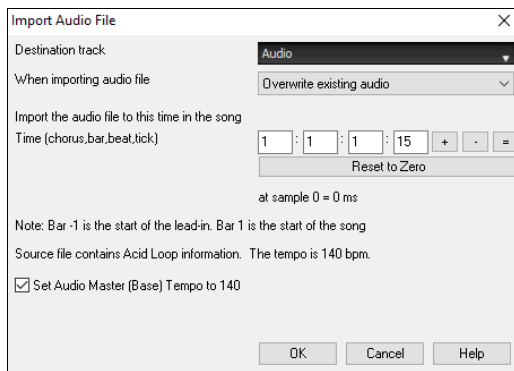 Import Audio File
Destination track
Audio
When importing audio file
Overwrite existing audio
Import the audio file to this time in the song
Time (chorus,bar,beat,tick)
1 : 1 : 1 : 15 + - =
Reset to Zero
at sample 0 = 0 ms
Note: Bar -1 is the start of the lead-in. Bar 1 is the start of the song
Source file contains Acid Loop information. The tempo is 140 bpm.
Set Audio Master (Base) Tempo to 140
OK Cancel Help